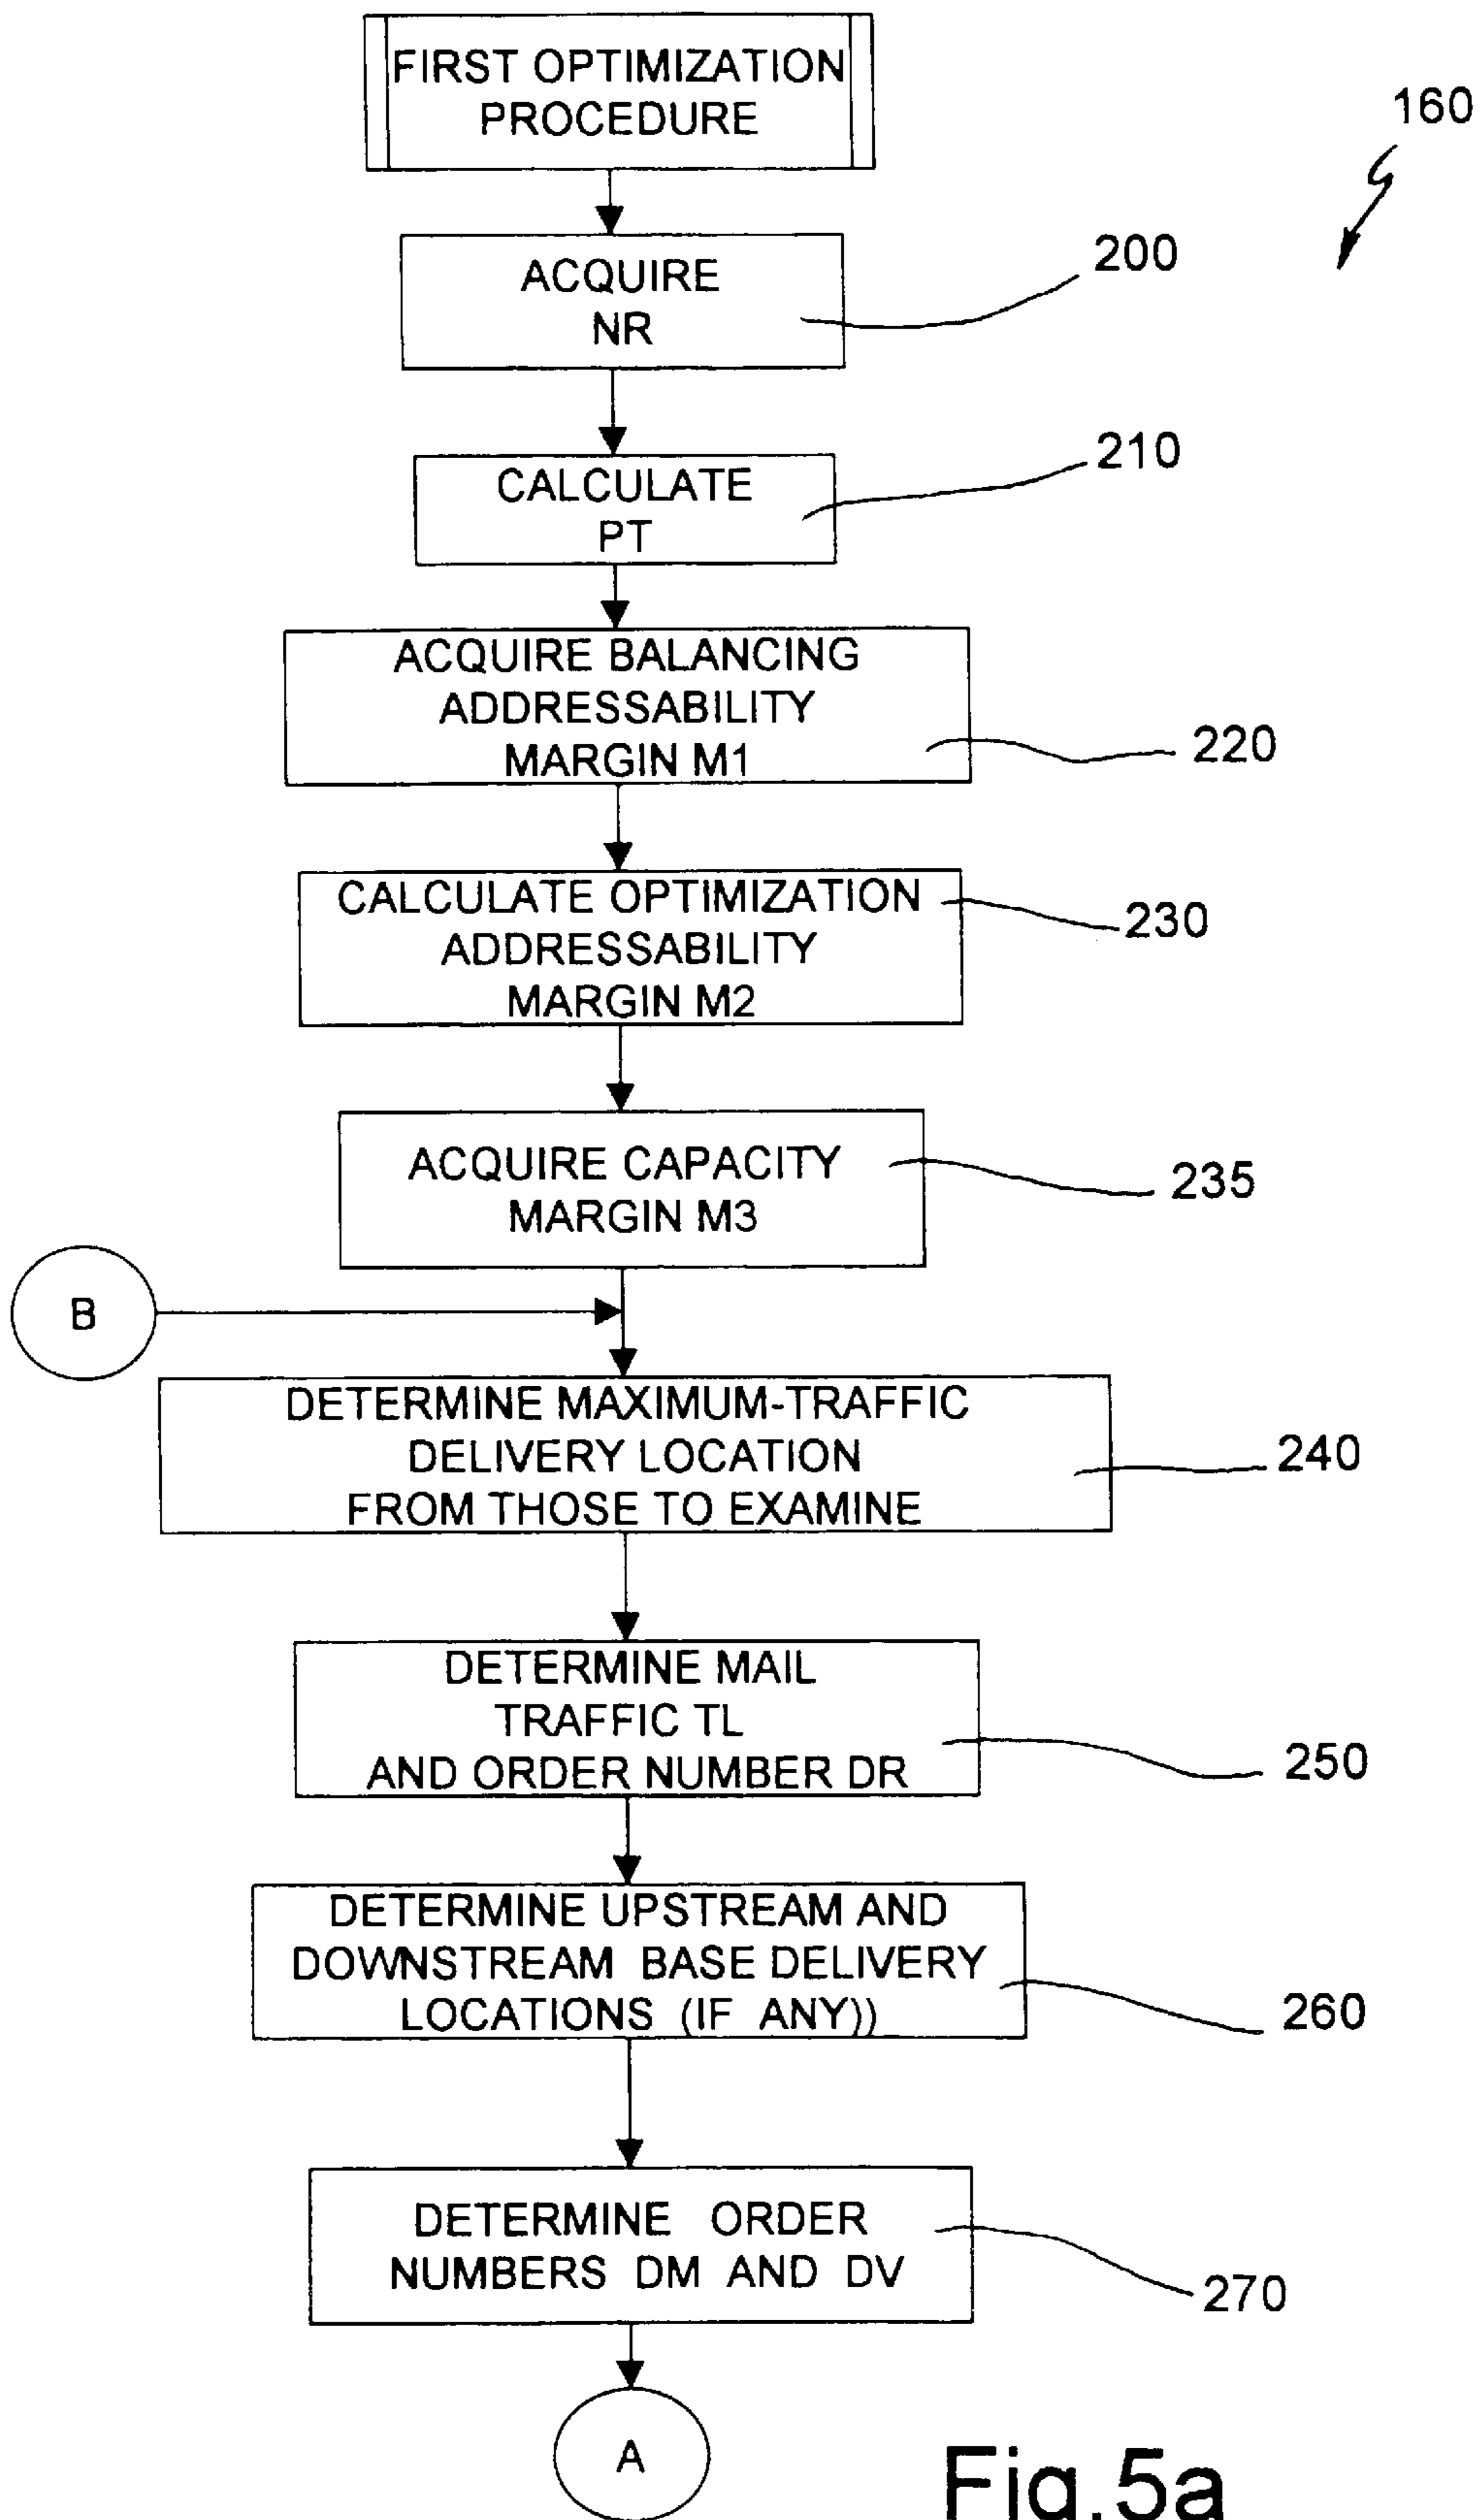 FIRST OPTIMIZATION
PROCEDURE
160
ACQUIRE
NR
200
CALCULATE
PT
210
ACQUIRE BALANCING
ADDRESSABILITY
MARGIN M1
220
CALCULATE OPTIMIZATION
ADDRESSABILITY
MARGIN M2
230
ACQUIRE CAPACITY
MARGIN M3
235
B
DETERMINE MAXIMUM-TRAFFIC
DELIVERY LOCATION
FROM THOSE TO EXAMINE
240
DETERMINE MAIL
TRAFFIC TL
AND ORDER NUMBER DR
250
DETERMINE UPSTREAM AND
DOWNSTREAM BASE DELIVERY
LOCATIONS (IF ANY))
260
DETERMINE ORDER
NUMBERS DM AND DV
270
A
Fig.5a